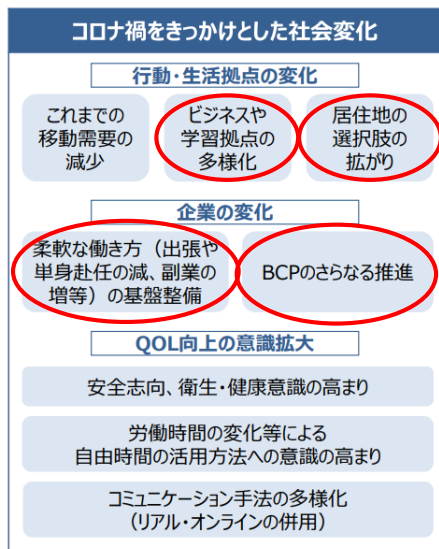 コロナ禍をきっかけとした社会変化
行動・生活拠点の変化
これまでの
移動需要の
減少
ビジネスや
学習拠点の
多様化
居住地の
選択肢の
拡がり
企業の変化
柔軟な働き方（出張や
単身赴任の減、副業の
増等）の基盤整備
BCPのさらなる推進
QOL向上の意識拡大
安全志向、衛生・健康意識の高まり
労働時間の変化等による
自由時間の活用方法への意識の高まり
コミュニケーション手法の多様化
（リアル・オンラインの併用）